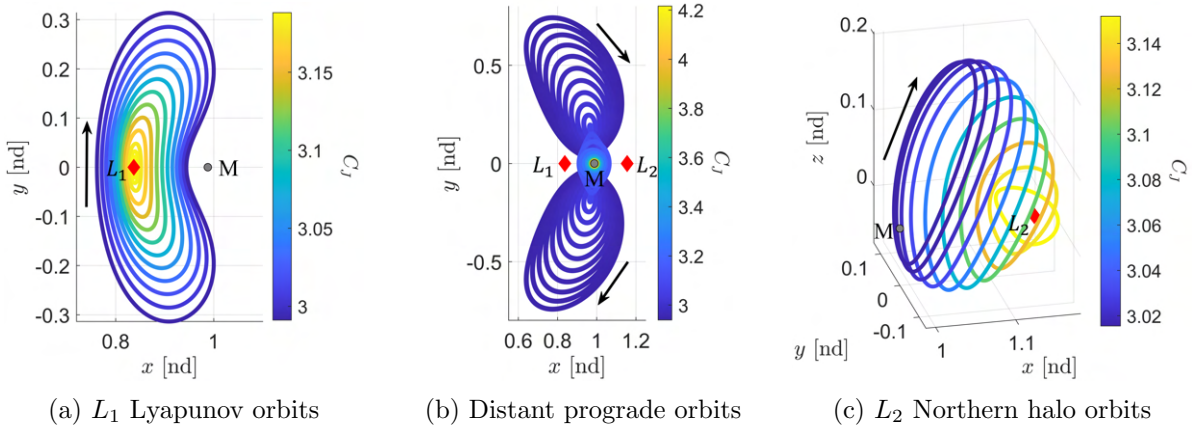 0.3
0.2
0.1
0
-0.1
-0.2
-0.3
y [nd]
0.8
1
x [nd]
L₁
M
3.15
3.1
3.05
3
C_J
(a) L₁ Lyapunov orbits
0.5
0
-0.5
y [nd]
0.6
0.8
1
1.2
x [nd]
L₁
M
L₂
4.2
4
3.8
3.6
3.4
3.2
3
C_J
(b) Distant prograde orbits
0.2
0.1
0
z [nd]
M
L₂
0.1
0
-0.1
y [nd]
1
1.1
x [nd]
3.14
3.12
3.10
3.08
3.06
3.04
3.02
C_J
(c) L₂ Northern halo orbits